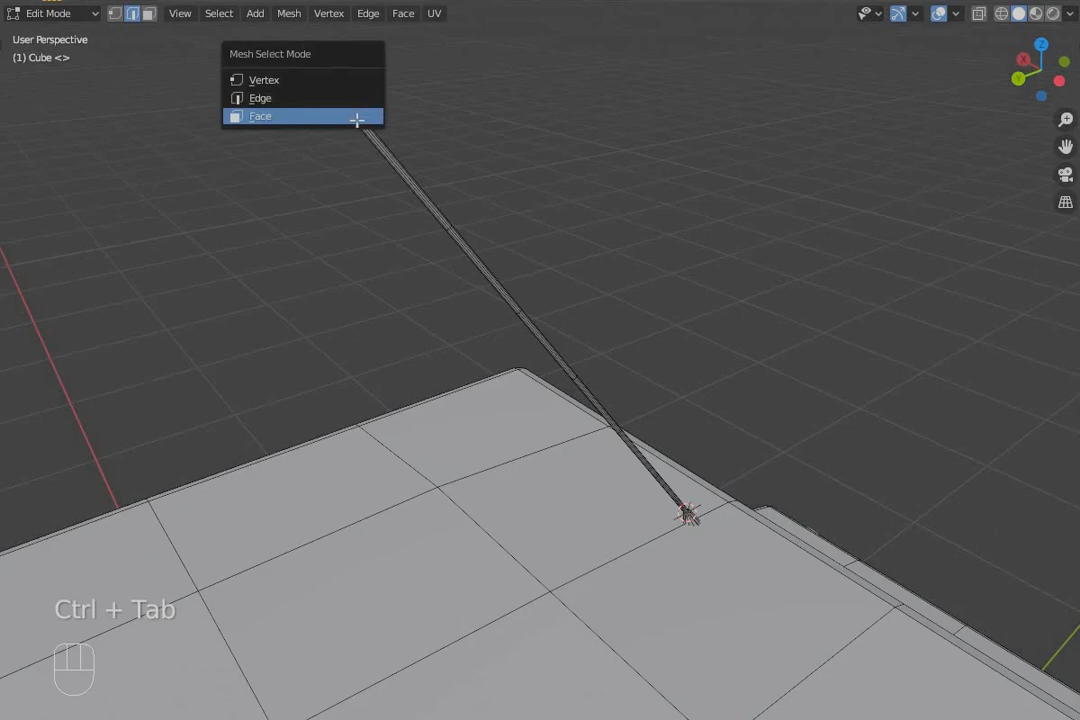 Edit Mode View Select Add Mesh Vertex Edge Face UV
User Perspective
(1) Cube <>
Mesh Select Mode
Vertex
Edge
Face
Z
X
Y
Ctrl + Tab